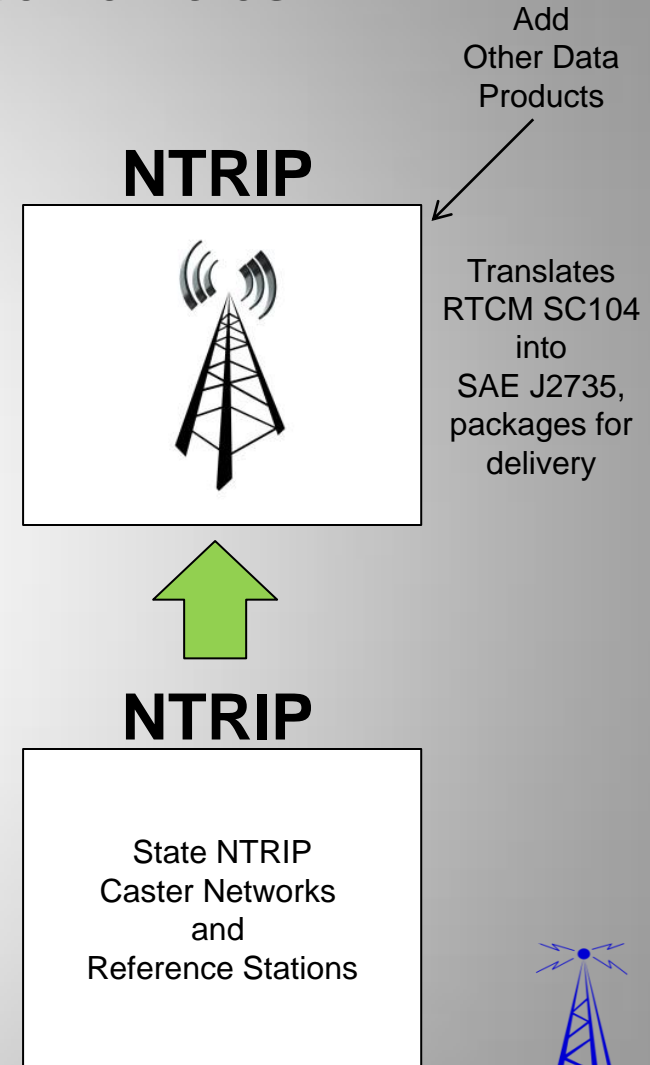 Add
Other Data
Products
NTRIP
Translates
RTCM SC104
into
SAE J2735,
packages for
delivery
NTRIP
State NTRIP
Caster Networks
and
Reference Stations